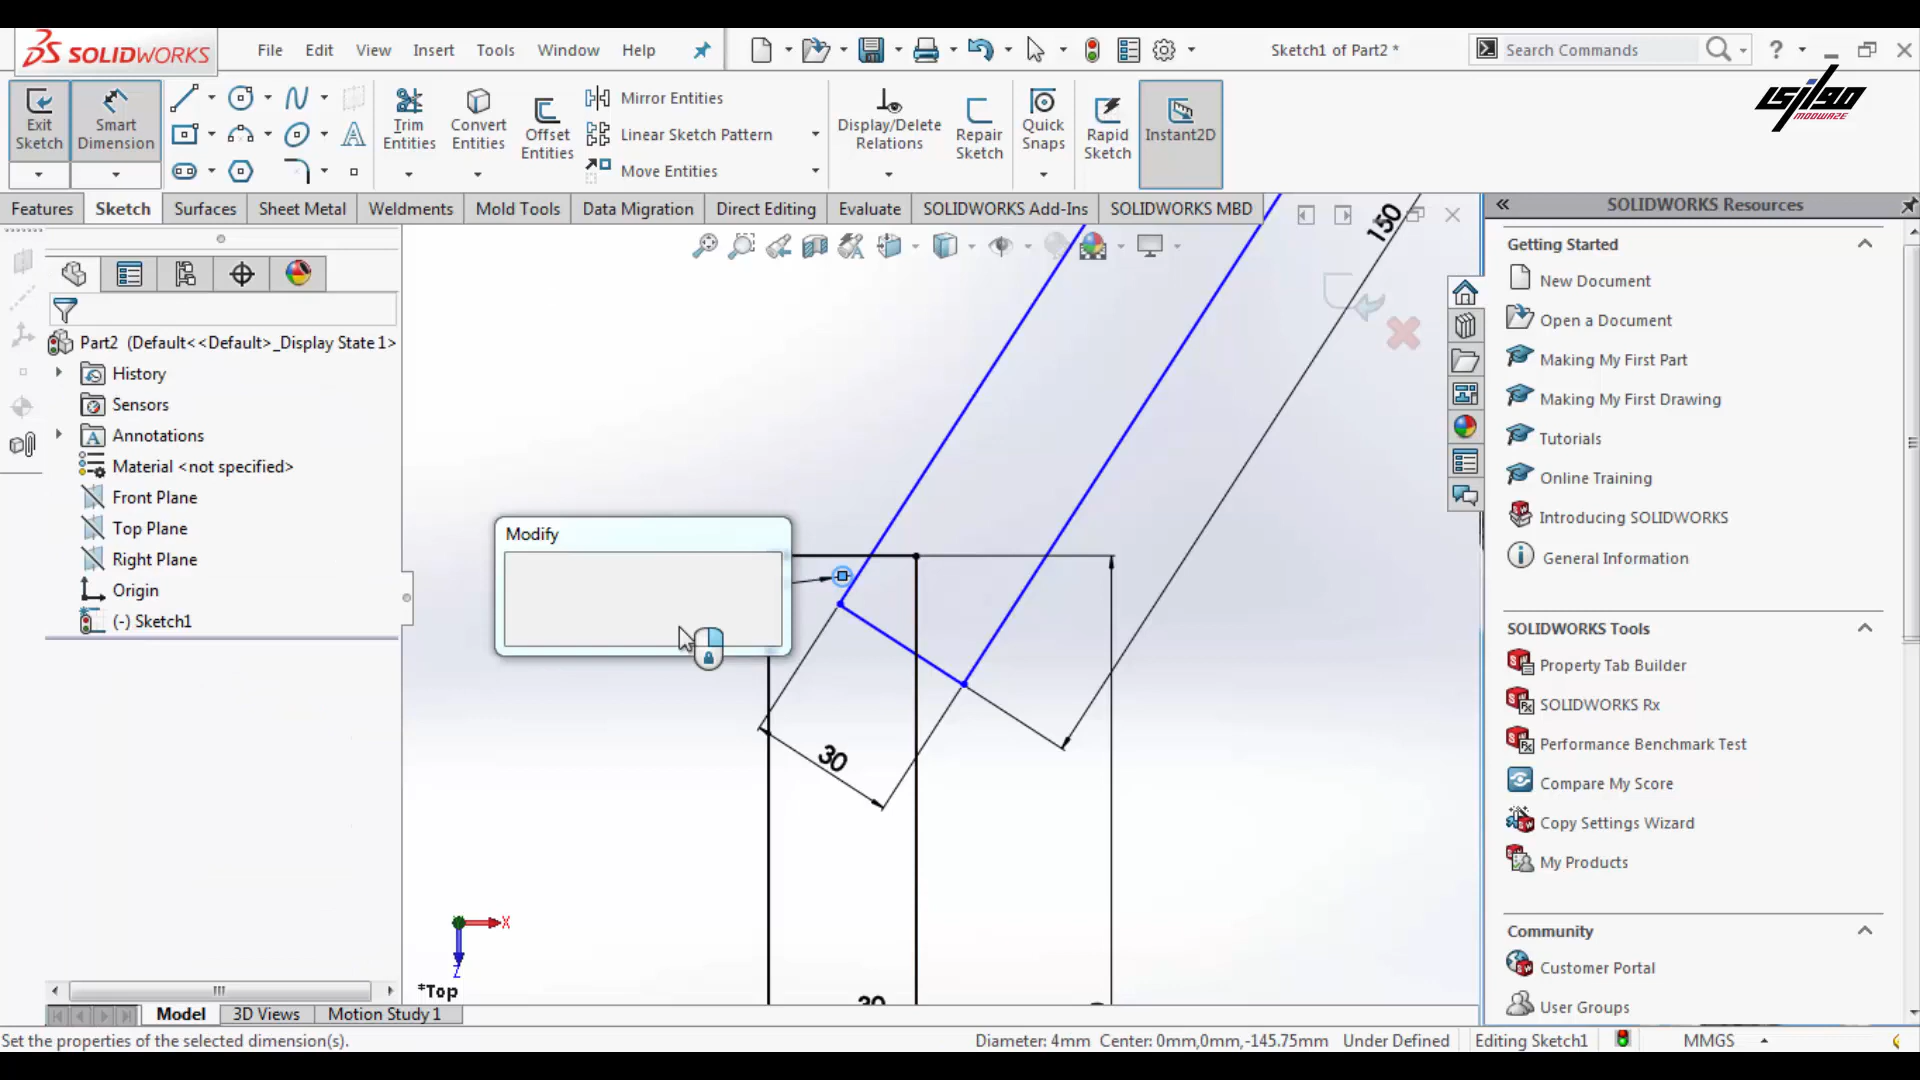 SOLIDWORKS
File Edit View Insert Tools Window Help
Sketch1 of Part2 *
Search Commands
موازی
MODWAZE
Exit Sketch
Smart Dimension
Trim Entities
Convert Entities
Offset Entities
Mirror Entities
Linear Sketch Pattern
Move Entities
Display/Delete Relations
Repair Sketch
Quick Snaps
Rapid Sketch
Instant2D
Features Sketch Surfaces Sheet Metal Weldments Mold Tools Data Migration Direct Editing Evaluate SOLIDWORKS Add-Ins SOLIDWORKS MBD
Part2 (Default<<Default>_Display State 1>
History
Sensors
Annotations
Material <not specified>
Front Plane
Top Plane
Right Plane
Origin
(-) Sketch1
150
Modify
30
30
X
Z
*Top
SOLIDWORKS Resources
Getting Started
New Document
Open a Document
Making My First Part
Making My First Drawing
Tutorials
Online Training
Introducing SOLIDWORKS
General Information
SOLIDWORKS Tools
Property Tab Builder
SOLIDWORKS Rx
Performance Benchmark Test
Compare My Score
Copy Settings Wizard
My Products
Community
Customer Portal
User Groups
Model 3D Views Motion Study 1
Set the properties of the selected dimension(s).
Diameter: 4mm Center: 0mm,0mm,-145.75mm Under Defined Editing Sketch1 MMGS